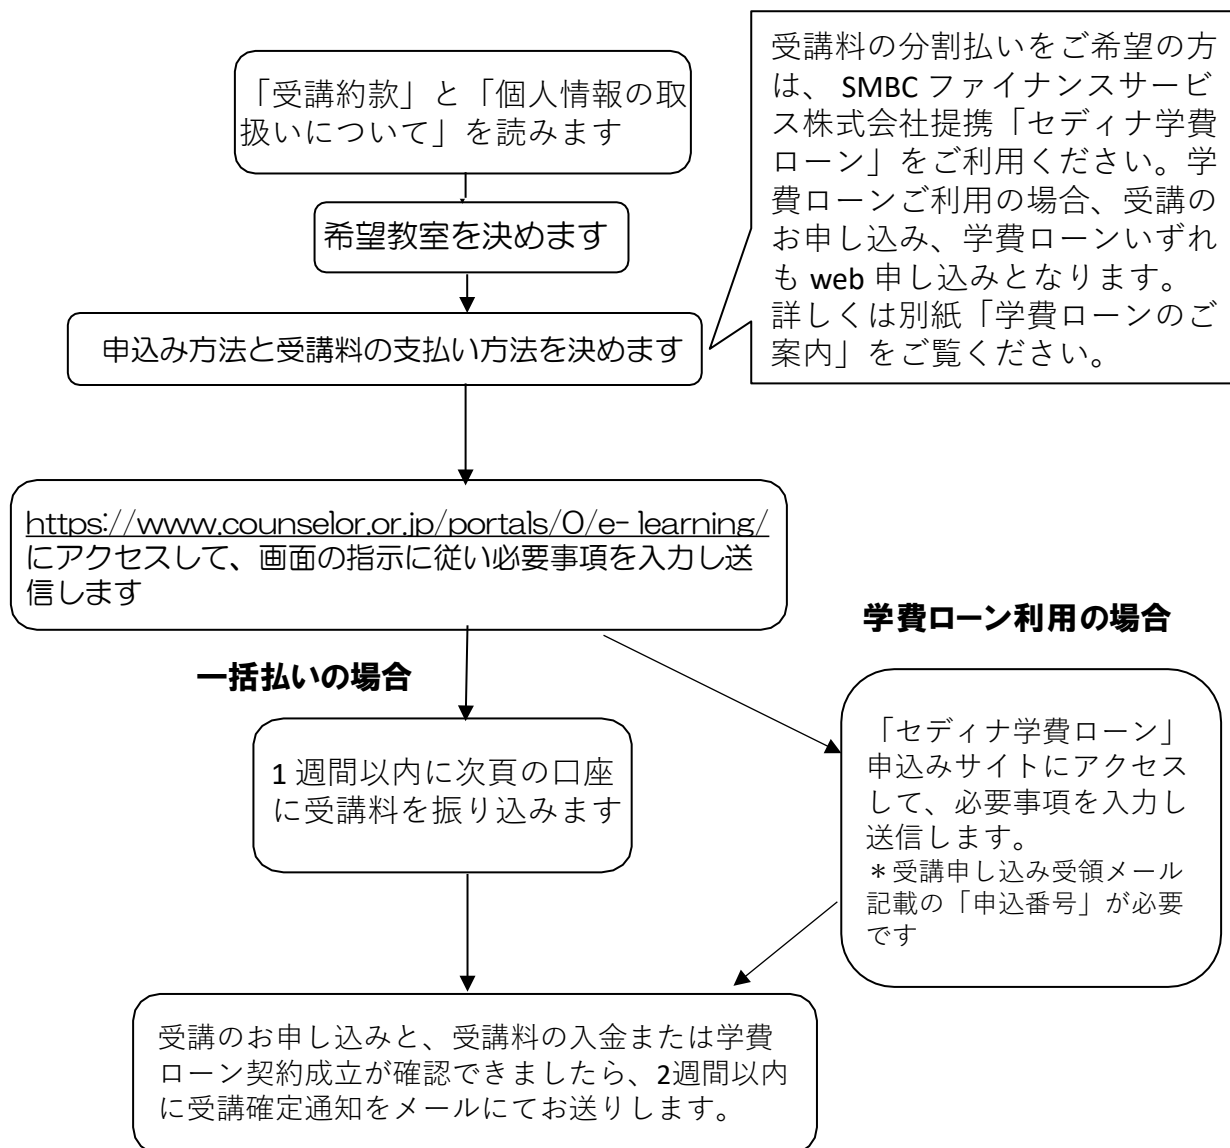 「受講約款」と「個人情報の取
扱いについて」を読みます
希望教室を決めます
申込み方法と受講料の支払い方法を決めます
受講料の分割払いをご希望の方
は、 SMBC ファイナンスサービ
ス株式会社提携「セディナ学費
ローン」をご利用ください。学
費ローンご利用の場合、受講の
お申し込み、学費ローンいずれ
も web 申し込みとなります。
詳しくは別紙「学費ローンのご
案内」をご覧ください。
https://www.counselor.or.jp/portals/0/e- learning/
にアクセスして、画面の指示に従い必要事項を入力し送
信します
一括払いの場合
1 週間以内に次頁の口座
に受講料を振り込みます
学費ローン利用の場合
「セディナ学費ローン」
申込みサイトにアクセス
して、必要事項を入力し
送信します。
＊受講申し込み受領メール
記載の「申込番号」が必要
です
受講のお申し込みと、受講料の入金または学費
ローン契約成立が確認できましたら、2週間以内
に受講確定通知をメールにてお送りします。